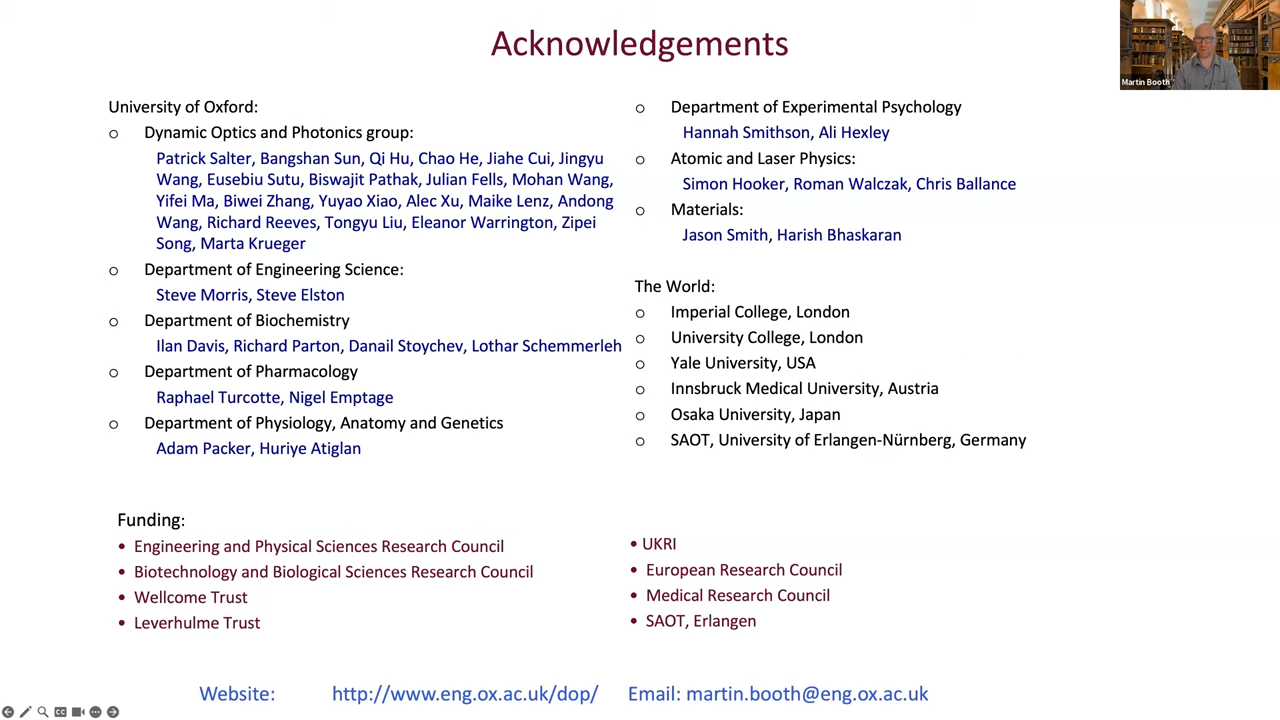 Acknowledgements
Martin Booth
University of Oxford:
o Dynamic Optics and Photonics group:
Patrick Salter, Bangshan Sun, Qi Hu, Chao He, Jiahe Cui, Jingyu
Wang, Eusebiu Sutu, Biswajit Pathak, Julian Fells, Mohan Wang,
Yifei Ma, Biwei Zhang, Yuyao Xiao, Alec Xu, Maike Lenz, Andong
Wang, Richard Reeves, Tongyu Liu, Eleanor Warrington, Zipei
Song, Marta Krueger
o Department of Engineering Science:
Steve Morris, Steve Elston
o Department of Biochemistry
Ilan Davis, Richard Parton, Danail Stoychev, Lothar Schemmerleh
o Department of Pharmacology
Raphael Turcotte, Nigel Emptage
o Department of Physiology, Anatomy and Genetics
Adam Packer, Huriye Atiglan
o Department of Experimental Psychology
Hannah Smithson, Ali Hexley
o Atomic and Laser Physics:
Simon Hooker, Roman Walczak, Chris Ballance
o Materials:
Jason Smith, Harish Bhaskaran
The World:
o Imperial College, London
o University College, London
o Yale University, USA
o Innsbruck Medical University, Austria
o Osaka University, Japan
o SAOT, University of Erlangen-Nürnberg, Germany
Funding:
• Engineering and Physical Sciences Research Council
• Biotechnology and Biological Sciences Research Council
• Wellcome Trust
• Leverhulme Trust
• UKRI
• European Research Council
• Medical Research Council
• SAOT, Erlangen
Website: http://www.eng.ox.ac.uk/dop/ Email: martin.booth@eng.ox.ac.uk
CC